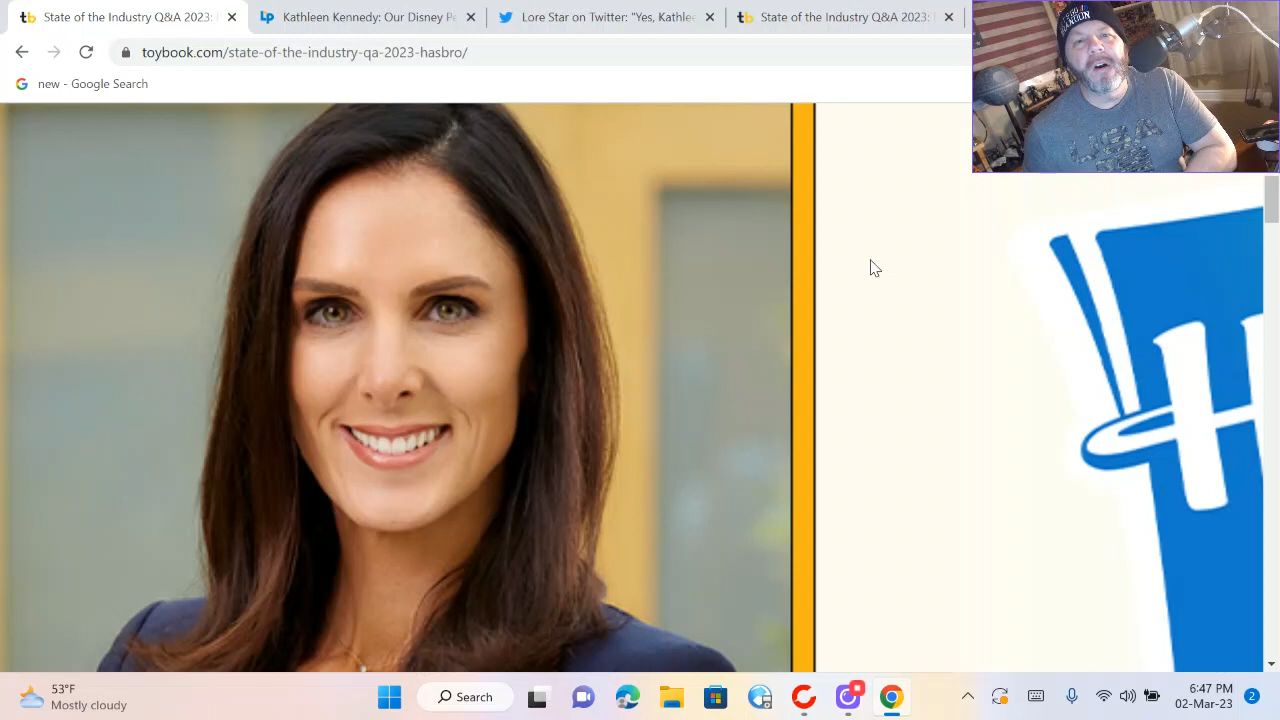 State of the Industry Q&A 2023:
Kathleen Kennedy: Our Disney P
Lore Star on Twitter: "Yes, Kathle
State of the Industry Q&A 2023:
toybook.com/state-of-the-industry-qa-2023-hasbro/
new - Google Search
H
53°F
Mostly cloudy
Search
6:47 PM
02-Mar-23
2